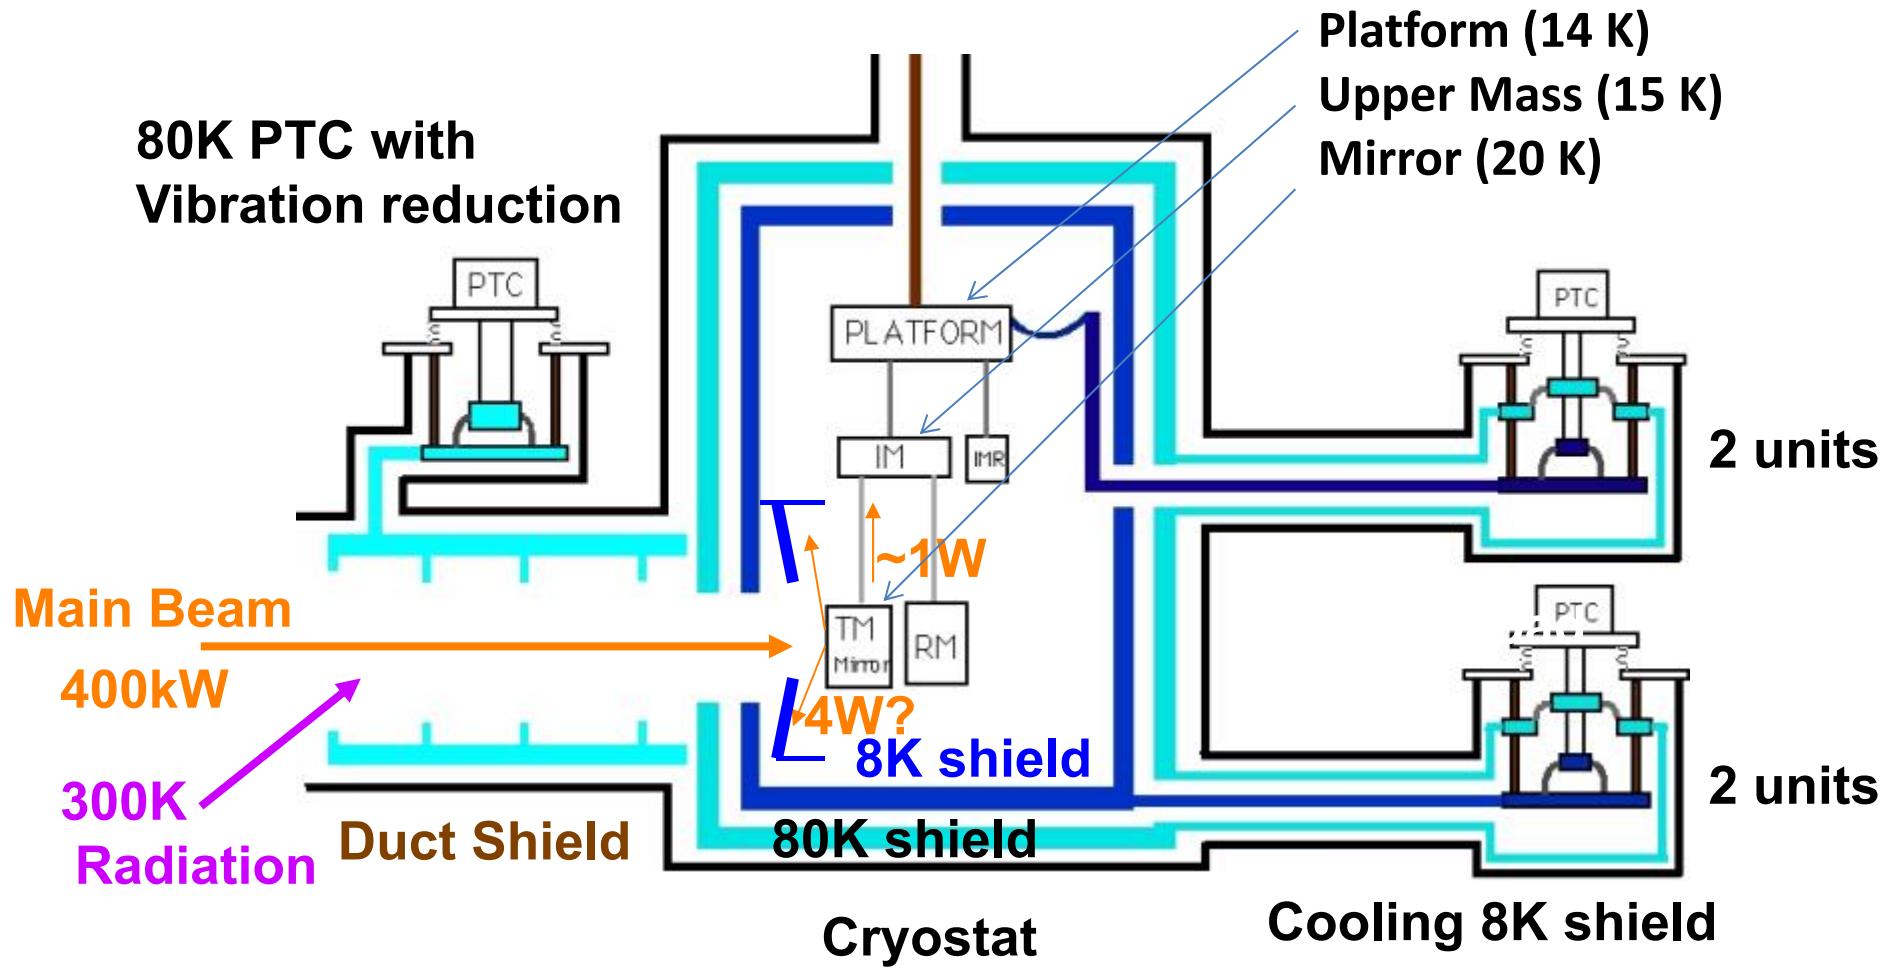 Platform (14 K)
Upper Mass (15 K)
Mirror (20 K)
80K PTC with
Vibration reduction
PTC
PTC
PLATFORM
IM
IMR
2 units
~1W
Main Beam
400kW
TM
Mirror
RM
PTC
4W?
8K shield
300K
Radiation
Duct Shield
80K shield
2 units
Cryostat
Cooling 8K shield